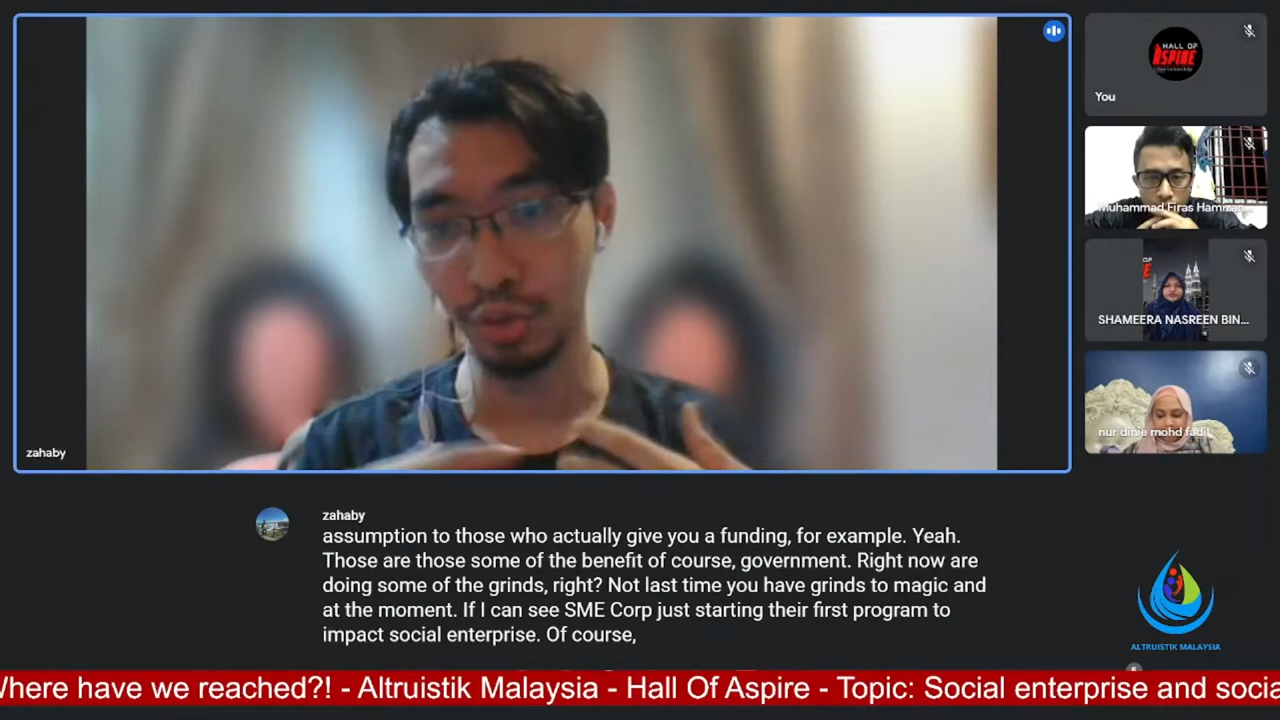 HALL OF
ASPIRE
You
Muhammad Firas Hamizan...
SHAMEERA NASREEN BIN...
nur dinie mohd fadil
zahaby
zahaby
assumption to those who actually give you a funding, for example. Yeah.
Those are those some of the benefit of course, government. Right now are
doing some of the grinds, right? Not last time you have grinds to magic and
at the moment. If I can see SME Corp just starting their first program to
impact social enterprise. Of course,
ALTRUISTIK MALAYSIA
Where have we reached?! - Altruistik Malaysia - Hall Of Aspire - Topic: Social enterprise and socia